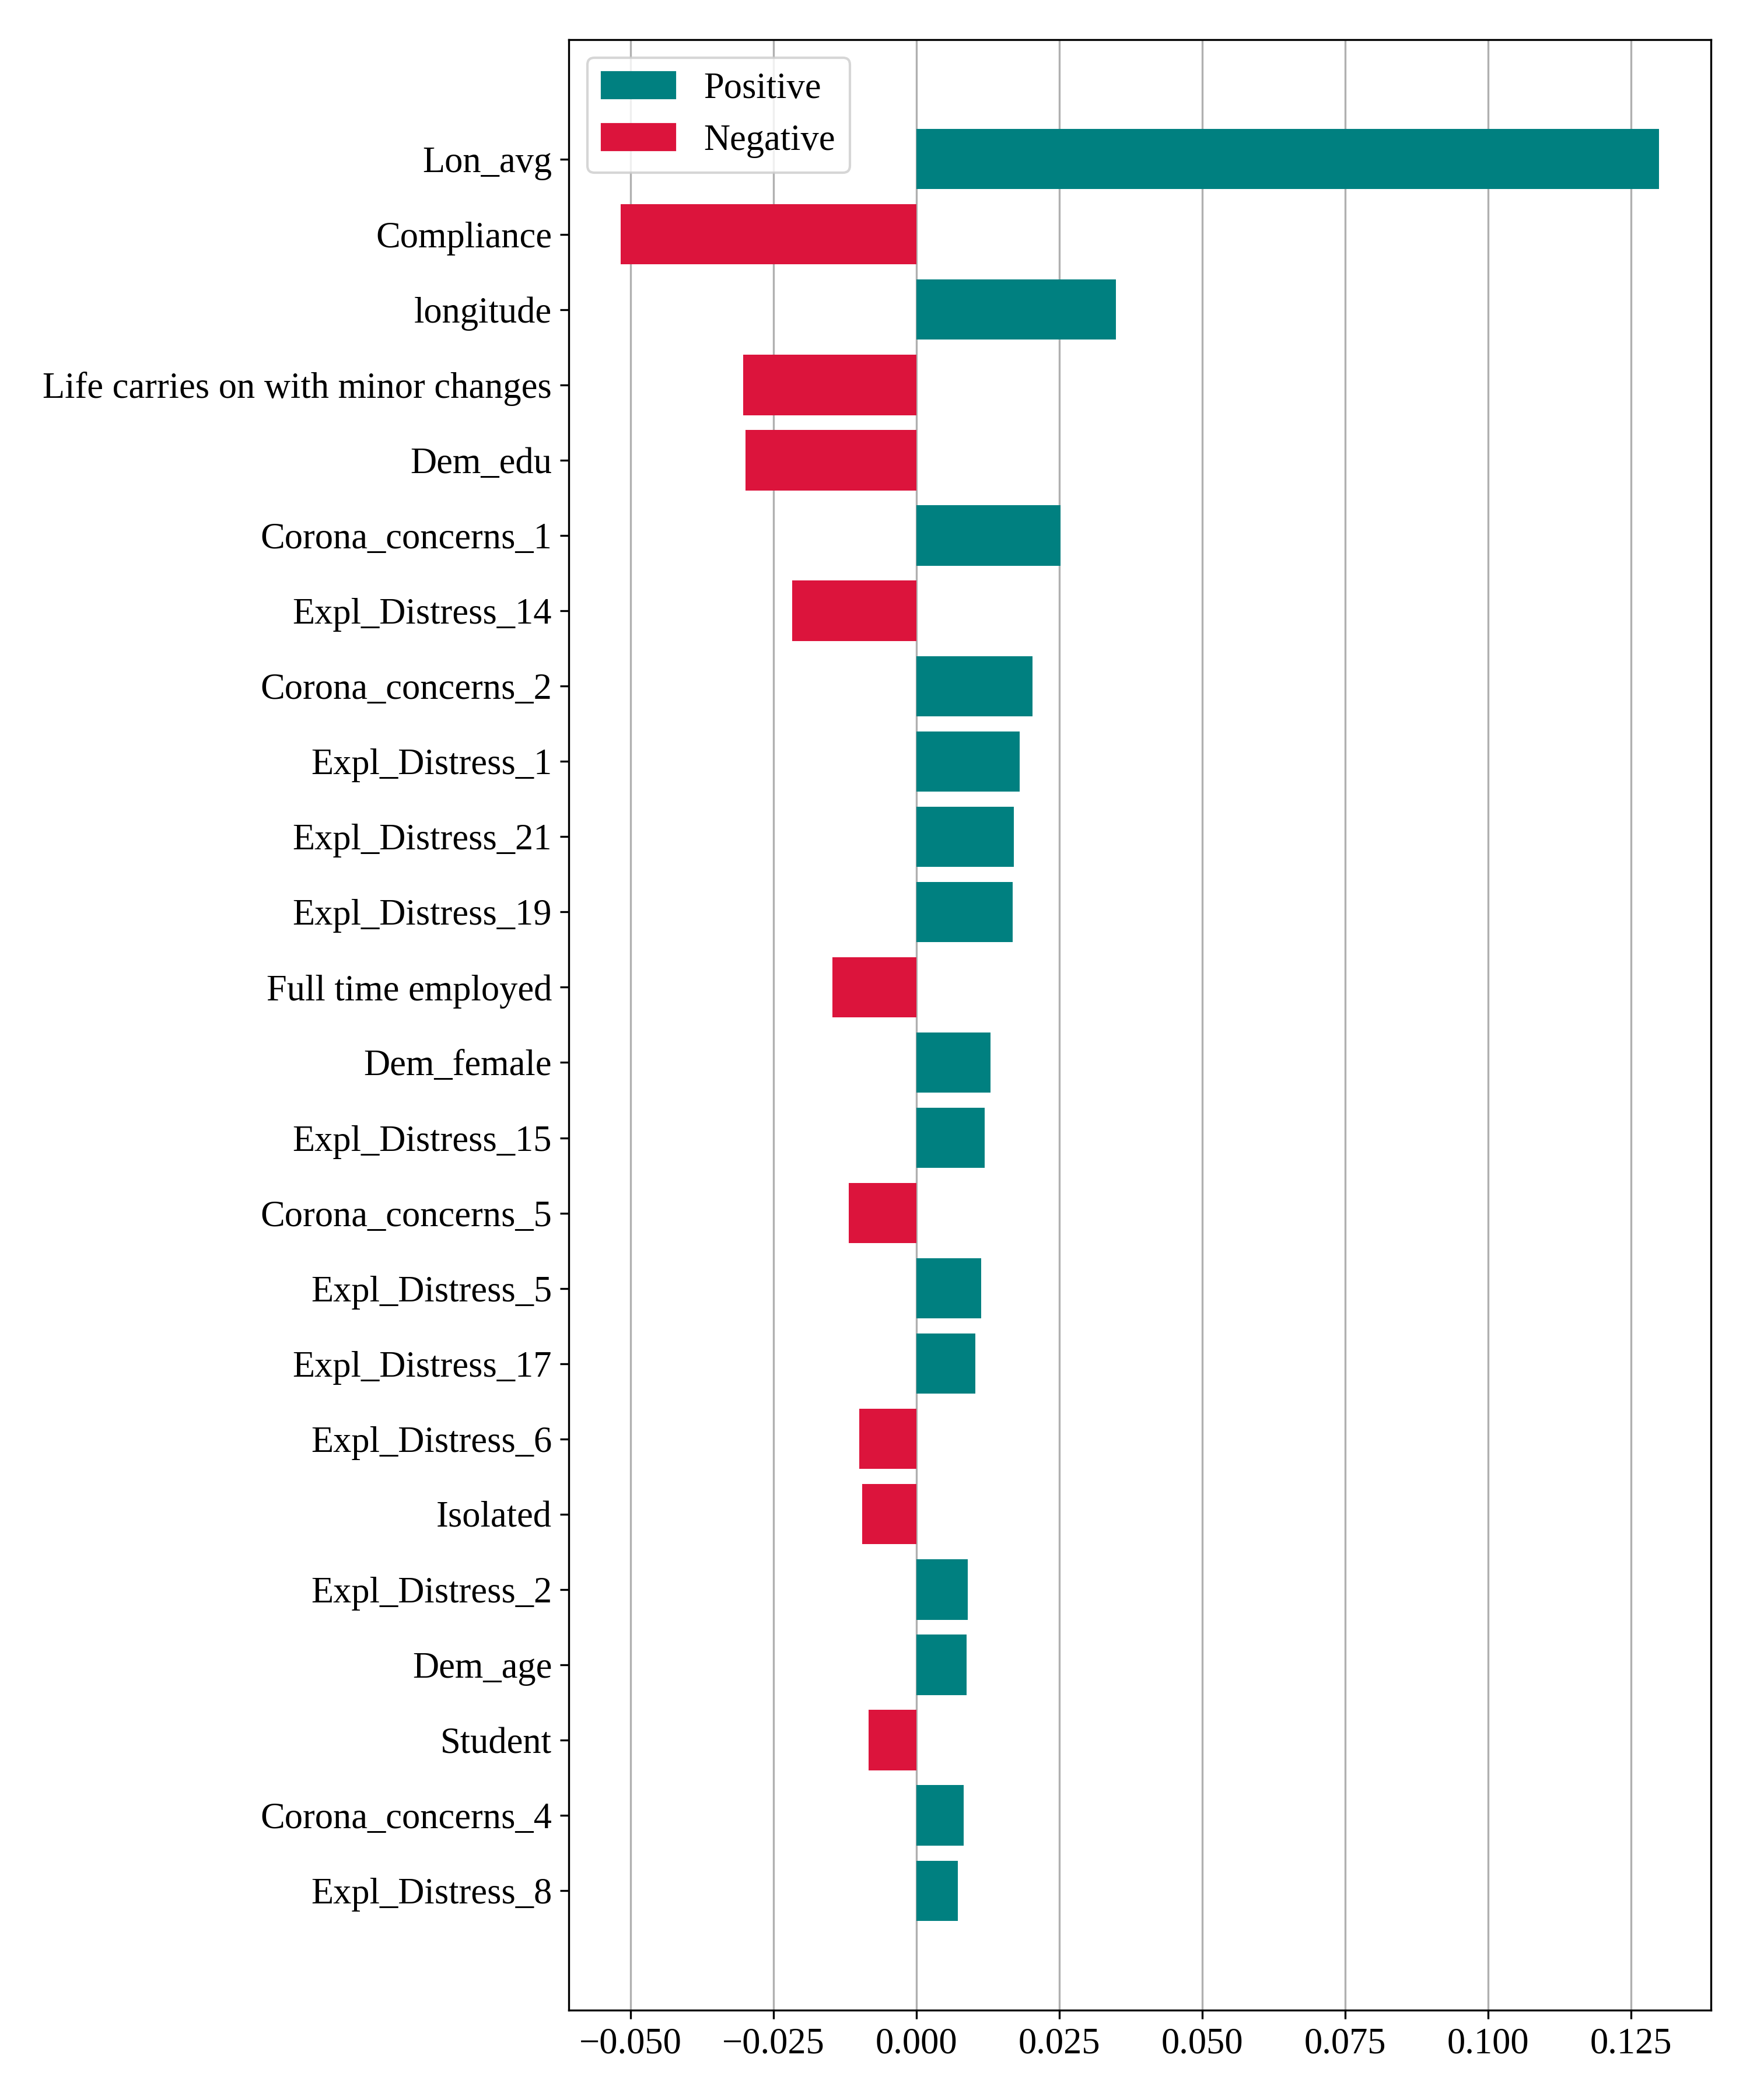 Positive
Negative
Lon_avg
Compliance
longitude
Life carries on with minor changes
Dem_edu
Corona_concerns_1
Expl_Distress_14
Corona_concerns_2
Expl_Distress_1
Expl_Distress_21
Expl_Distress_19
Full time employed
Dem_female
Expl_Distress_15
Corona_concerns_5
Expl_Distress_5
Expl_Distress_17
Expl_Distress_6
Isolated
Expl_Distress_2
Dem_age
Student
Corona_concerns_4
Expl_Distress_8
−0.050 −0.025 0.000 0.025 0.050 0.075 0.100 0.125